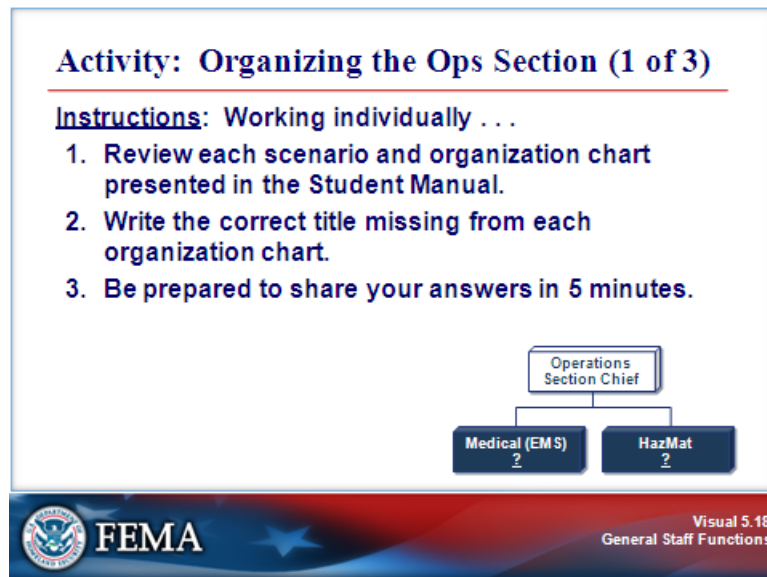 Activity: Organizing the Ops Section (1 of 3)
Instructions: Working individually . . .
1. Review each scenario and organization chart
presented in the Student Manual.
2. Write the correct title missing from each
organization chart.
3. Be prepared to share your answers in 5 minutes.
Operations
Section Chief
Medical (EMS)
?
HazMat
?
FEMA
Visual 5.18
General Staff Functions